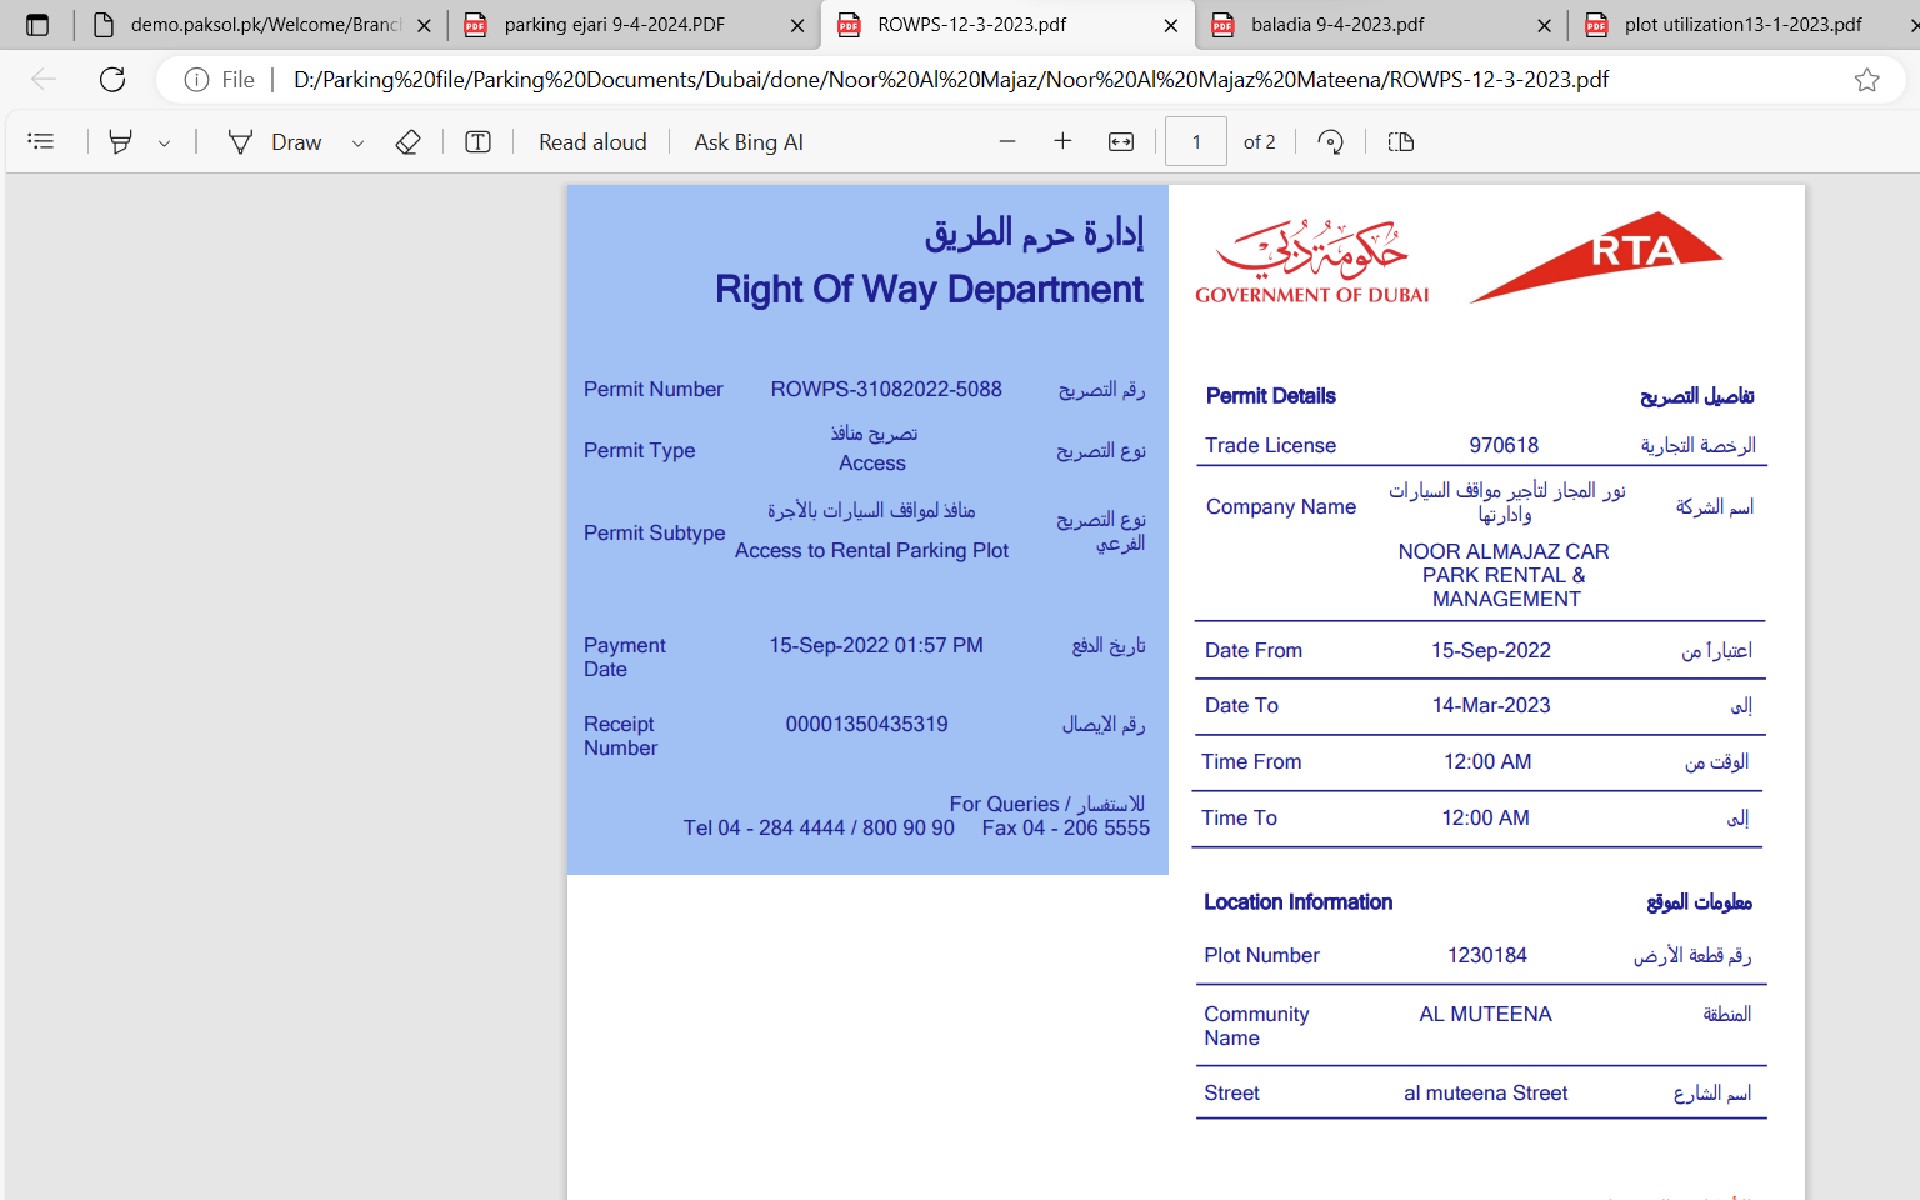 demo.paksol.pk/Welcome/Branc
parking ejari 9-4-2024.PDF
ROWPS-12-3-2023.pdf
baladia 9-4-2023.pdf
plot utilization13-1-2023.pdf
File
D:/Parking%20file/Parking%20Documents/Dubai/done/Noor%20Al%20Majaz/Noor%20Al%20Majaz%20Mateena/ROWPS-12-3-2023.pdf
Draw
Read aloud
Ask Bing AI
1 of 2
إدارة حرم الطريق
Right Of Way Department
Permit Number ROWPS-31082022-5088 رقم التصريح
تصريح منافذ
Permit Type Access نوع التصريح
منافذ لمواقف السيارات بالأجرة
Permit Subtype Access to Rental Parking Plot نوع التصريح الفرعي
Payment Date 15-Sep-2022 01:57 PM تاريخ الدفع
Receipt Number 00001350435319 رقم الإيصال
For Queries / للاستفسار
Tel 04 - 284 4444 / 800 90 90 Fax 04 - 206 5555
حكومة دبي
GOVERNMENT OF DUBAI
RTA
Permit Details تفاصيل التصريح
Trade License 970618 الرخصة التجارية
Company Name نور المجاز لتأجير مواقف السيارات وادارتها اسم الشركة
NOOR ALMAJAZ CAR
PARK RENTAL &
MANAGEMENT
Date From 15-Sep-2022 اعتباراً من
Date To 14-Mar-2023 إلى
Time From 12:00 AM الوقت من
Time To 12:00 AM إلى
Location Information معلومات الموقع
Plot Number 1230184 رقم قطعة الأرض
Community Name AL MUTEENA المنطقة
Street al muteena Street اسم الشارع